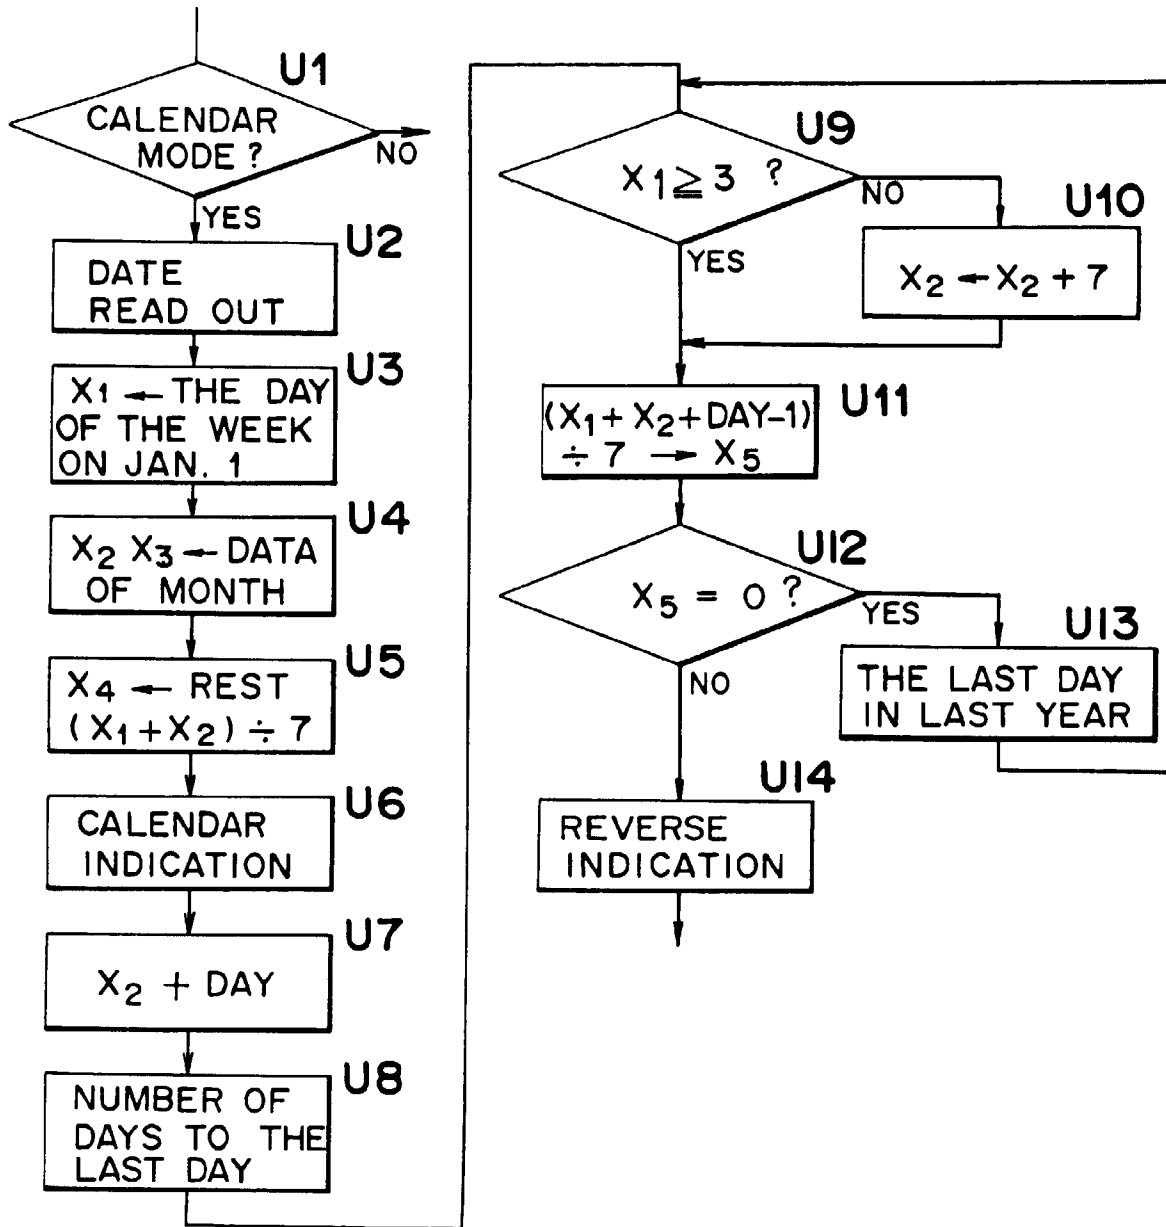 U1
CALENDAR
MODE ?
NO
YES
U2
DATE
READ OUT
U3
X1 ← THE DAY
OF THE WEEK
ON JAN. 1
U4
X2 X3 ← DATA
OF MONTH
U5
X4 ← REST
(X1+X2) ÷ 7
U6
CALENDAR
INDICATION
U7
X2 + DAY
U8
NUMBER OF
DAYS TO THE
LAST DAY
U9
X1 ≧ 3 ?
NO
YES
U10
X2 ← X2 + 7
U11
(X1 + X2 + DAY-1)
÷ 7 → X5
U12
X5 = 0 ?
YES
NO
U13
THE LAST DAY
IN LAST YEAR
U14
REVERSE
INDICATION